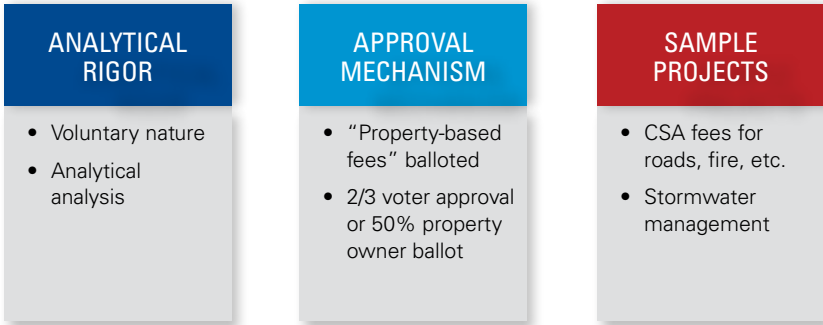 ANALYTICAL
RIGOR
• Voluntary nature
• Analytical
analysis
APPROVAL
MECHANISM
• “Property-based
fees” balloted
• 2/3 voter approval
or 50% property
owner ballot
SAMPLE
PROJECTS
• CSA fees for
roads, fire, etc.
• Stormwater
management